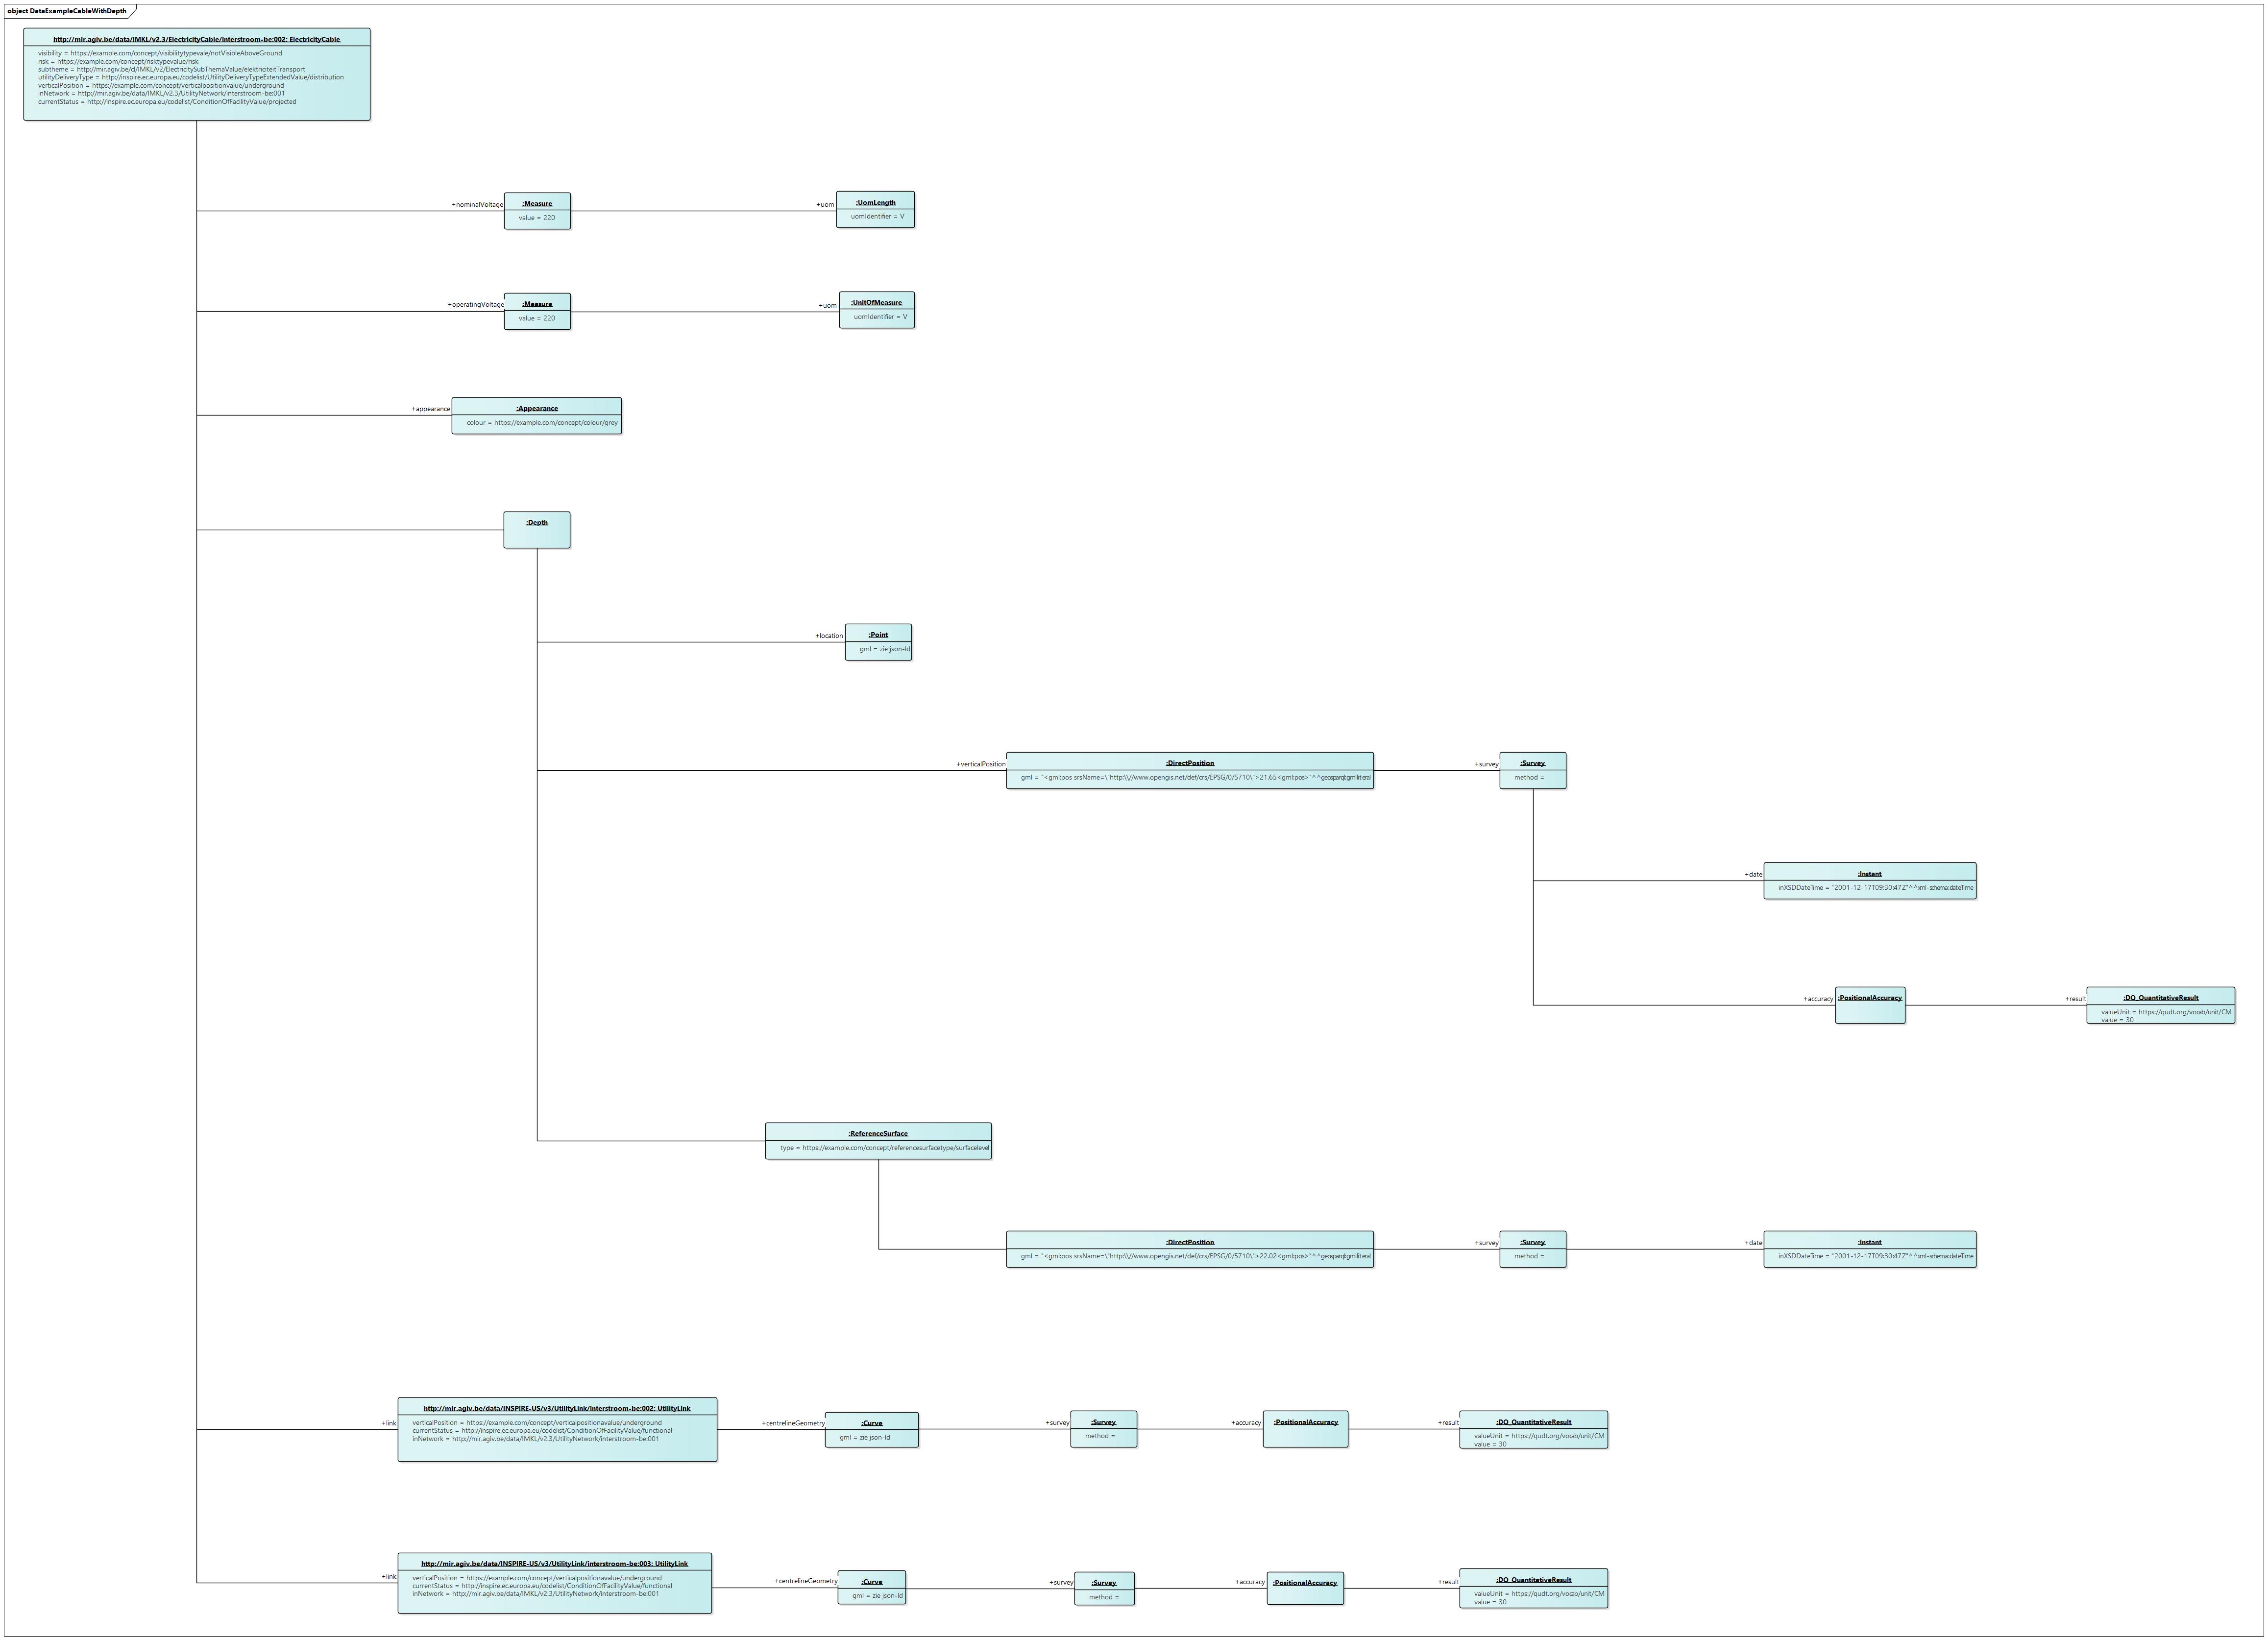 object DataExampleCableWithDepth
http://mir.agiv.be/data/IMKL/v2.3/ElectricityCable/interstroom-be:002: ElectricityCable
visibility = https://example.com/concept/visibilitytypevale/notVisibleAboveGround
risk = https://example.com/concept/risktypevalue/risk
subtheme = http://mir.agiv.be/cl/IMKL/v2/ElectricitySubThemaValue/elektriciteitTransport
utilityDeliveryType = http://inspire.ec.europa.eu/codelist/UtilityDeliveryTypeExtendedValue/distribution
verticalPosition = https://example.com/concept/verticalpositionvalue/underground
inNetwork = http://mir.agiv.be/data/IMKL/v2.3/UtilityNetwork/interstroom-be:001
currentStatus = http://inspire.ec.europa.eu/codelist/ConditionOfFacilityValue/projected
+nominalVoltage
:Measure
value = 220
+uom
:UomLength
uomIdentifier = V
+operatingVoltage
:Measure
value = 220
+uom
:UnitOfMeasure
uomIdentifier = V
+appearance
:Appearance
colour = https://example.com/concept/colour/grey
:Depth
+location
:Point
gml = zie json-ld
+verticalPosition
:DirectPosition
gml = "<gml:pos srsName=\"http:\\//www.opengis.net/def/crs/EPSG/0/5710\">21.65<gml:pos>"^^geosparql:gmlliteral
+survey
:Survey
method =
+date
:Instant
inXSDDateTime = "2001-12-17T09:30:47Z"^^xml-schema:dateTime
+accuracy
:PositionalAccuracy
+result
:DQ_QuantitativeResult
valueUnit = https://qudt.org/vocab/unit/CM
value = 30
:ReferenceSurface
type = https://example.com/concept/referencesurfacetype/surfacelevel
:DirectPosition
gml = "<gml:pos srsName=\"http:\\//www.opengis.net/def/crs/EPSG/0/5710\">22.02<gml:pos>"^^geosparql:gmlliteral
+survey
:Survey
method =
+date
:Instant
inXSDDateTime = "2001-12-17T09:30:47Z"^^xml-schema:dateTime
+link
http://mir.agiv.be/data/INSPIRE-US/v3/UtilityLink/interstroom-be:002: UtilityLink
verticalPosition = https://example.com/concept/verticalpositionavalue/underground
currentStatus = http://inspire.ec.europa.eu/codelist/ConditionOfFacilityValue/functional
inNetwork = http://mir.agiv.be/data/IMKL/v2.3/UtilityNetwork/interstroom-be:001
+centrelineGeometry
:Curve
gml = zie json-ld
+survey
:Survey
method =
+accuracy
:PositionalAccuracy
+result
:DQ_QuantitativeResult
valueUnit = https://qudt.org/vocab/unit/CM
value = 30
+link
http://mir.agiv.be/data/INSPIRE-US/v3/UtilityLink/interstroom-be:003: UtilityLink
verticalPosition = https://example.com/concept/verticalpositionavalue/underground
currentStatus = http://inspire.ec.europa.eu/codelist/ConditionOfFacilityValue/functional
inNetwork = http://mir.agiv.be/data/IMKL/v2.3/UtilityNetwork/interstroom-be:001
+centrelineGeometry
:Curve
gml = zie json-ld
+survey
:Survey
method =
+accuracy
:PositionalAccuracy
+result
:DQ_QuantitativeResult
valueUnit = https://qudt.org/vocab/unit/CM
value = 30